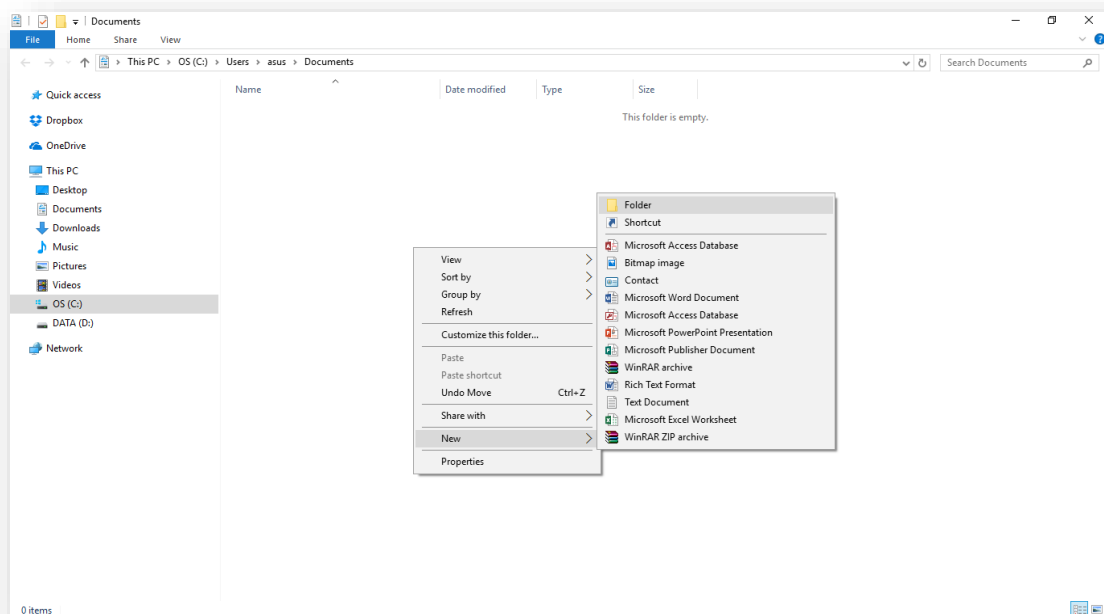 Documents
File Home Share View
This PC > OS (C:) > Users > asus > Documents
Search Documents
Quick access
Dropbox
OneDrive
This PC
Desktop
Documents
Downloads
Music
Pictures
Videos
OS (C:)
DATA (D:)
Network
Name Date modified Type Size
This folder is empty.
View
Sort by
Group by
Refresh
Customize this folder...
Paste
Paste shortcut
Undo Move Ctrl+Z
Share with
New
Properties
Folder
Shortcut
Microsoft Access Database
Bitmap image
Contact
Microsoft Word Document
Microsoft Access Database
Microsoft PowerPoint Presentation
Microsoft Publisher Document
WinRAR archive
Rich Text Format
Text Document
Microsoft Excel Worksheet
WinRAR ZIP archive
0 items